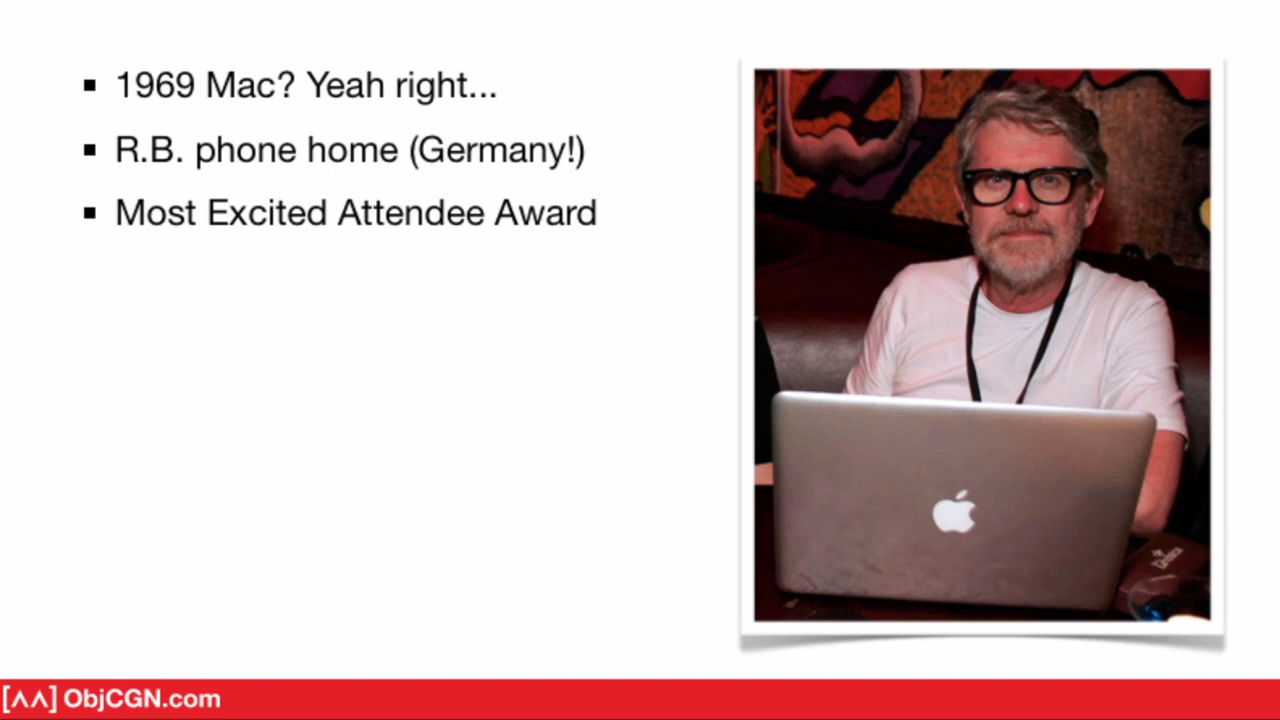 1969 Mac? Yeah right...
R.B. phone home (Germany!)
Most Excited Attendee Award
[ʌʌ] ObjCGN.com